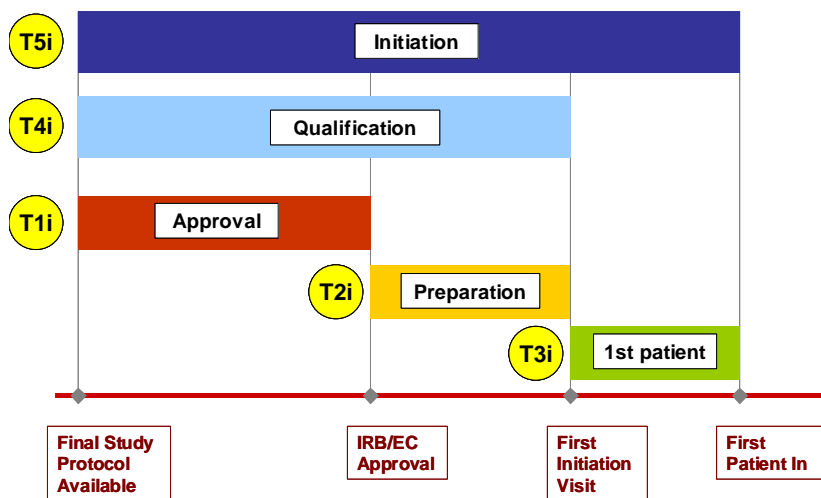 T5i
Initiation
T4i
Qualification
T1i
Approval
T2i
Preparation
T3i
1st patient
Final Study
Protocol
Available
IRB/EC
Approval
First
Initiation
Visit
First
Patient In